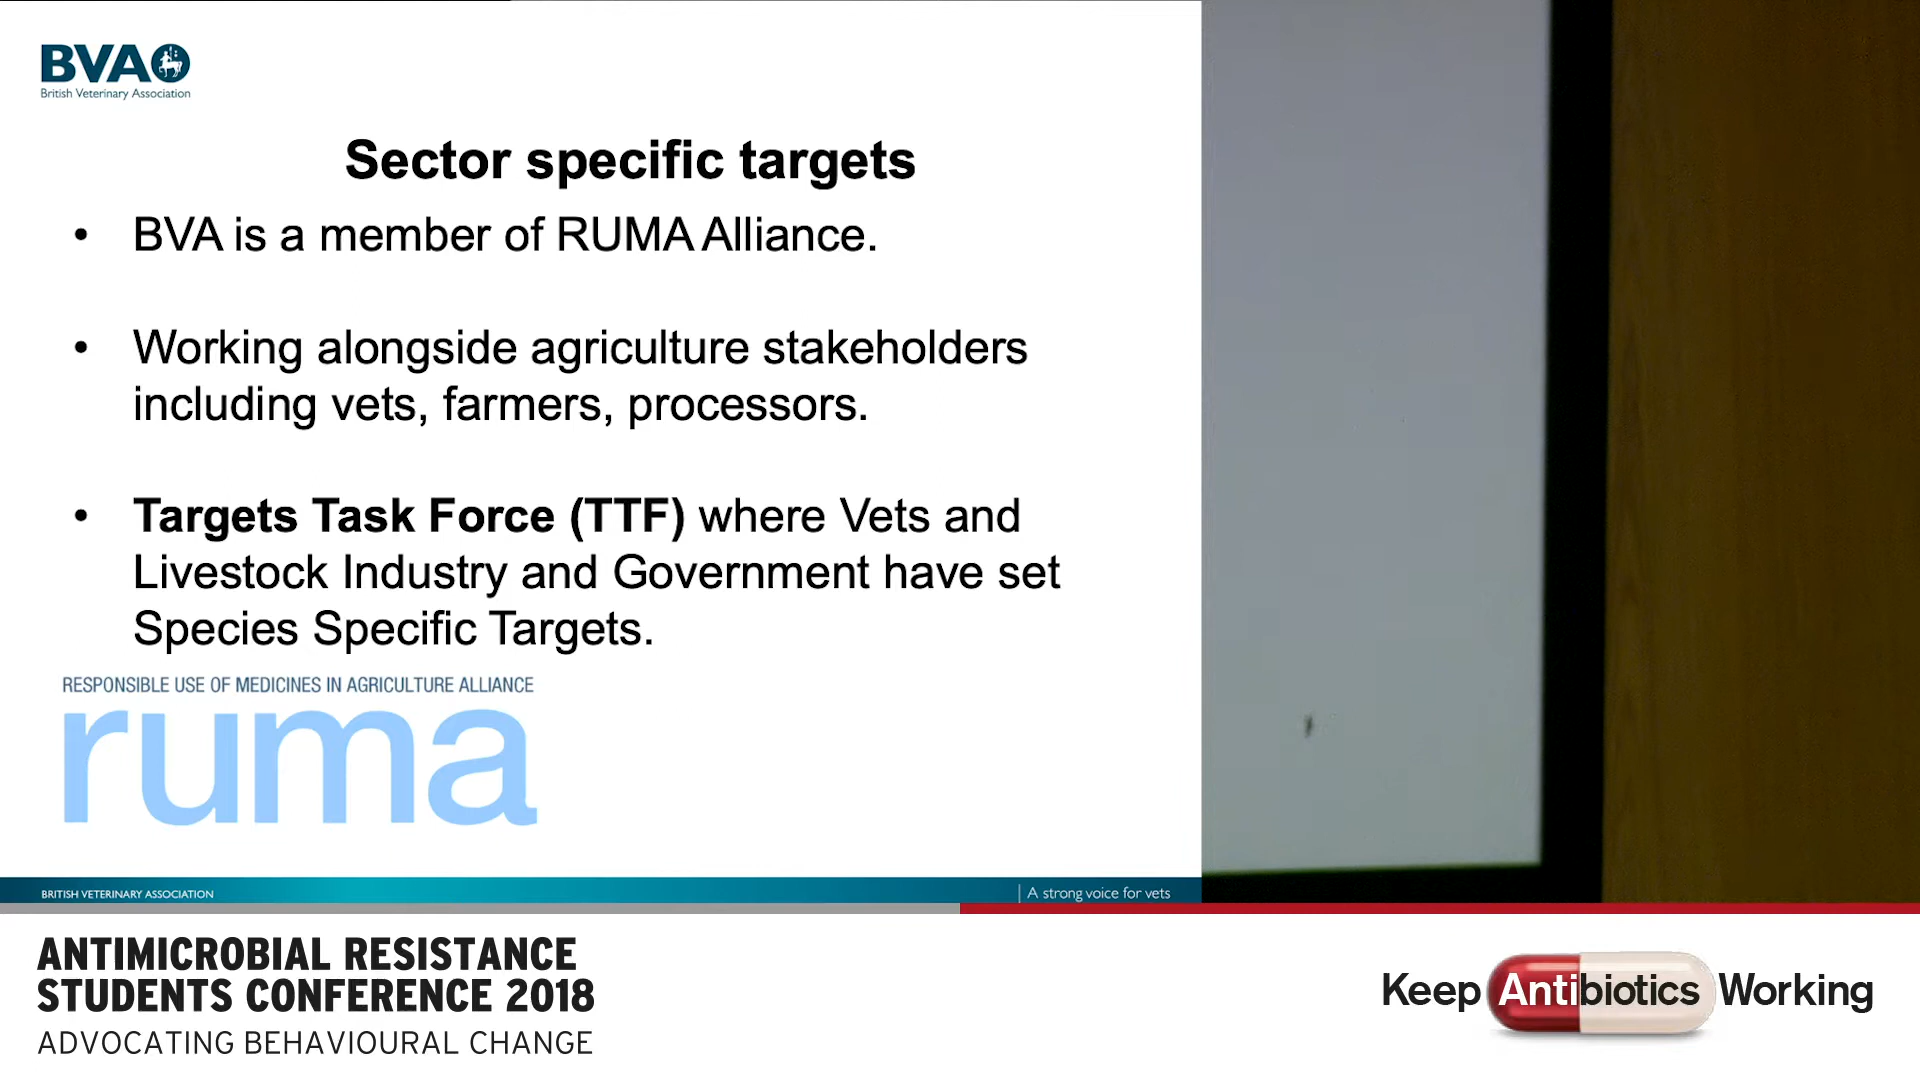 BVA
British Veterinary Association
Sector specific targets
• BVA is a member of RUMA Alliance.
• Working alongside agriculture stakeholders
including vets, farmers, processors.
• Targets Task Force (TTF) where Vets and
Livestock Industry and Government have set
Species Specific Targets.
RESPONSIBLE USE OF MEDICINES IN AGRICULTURE ALLIANCE
ruma
BRITISH VETERINARY ASSOCIATION
A strong voice for vets
ANTIMICROBIAL RESISTANCE
STUDENTS CONFERENCE 2018
ADVOCATING BEHAVIOURAL CHANGE
Keep Antibiotics Working